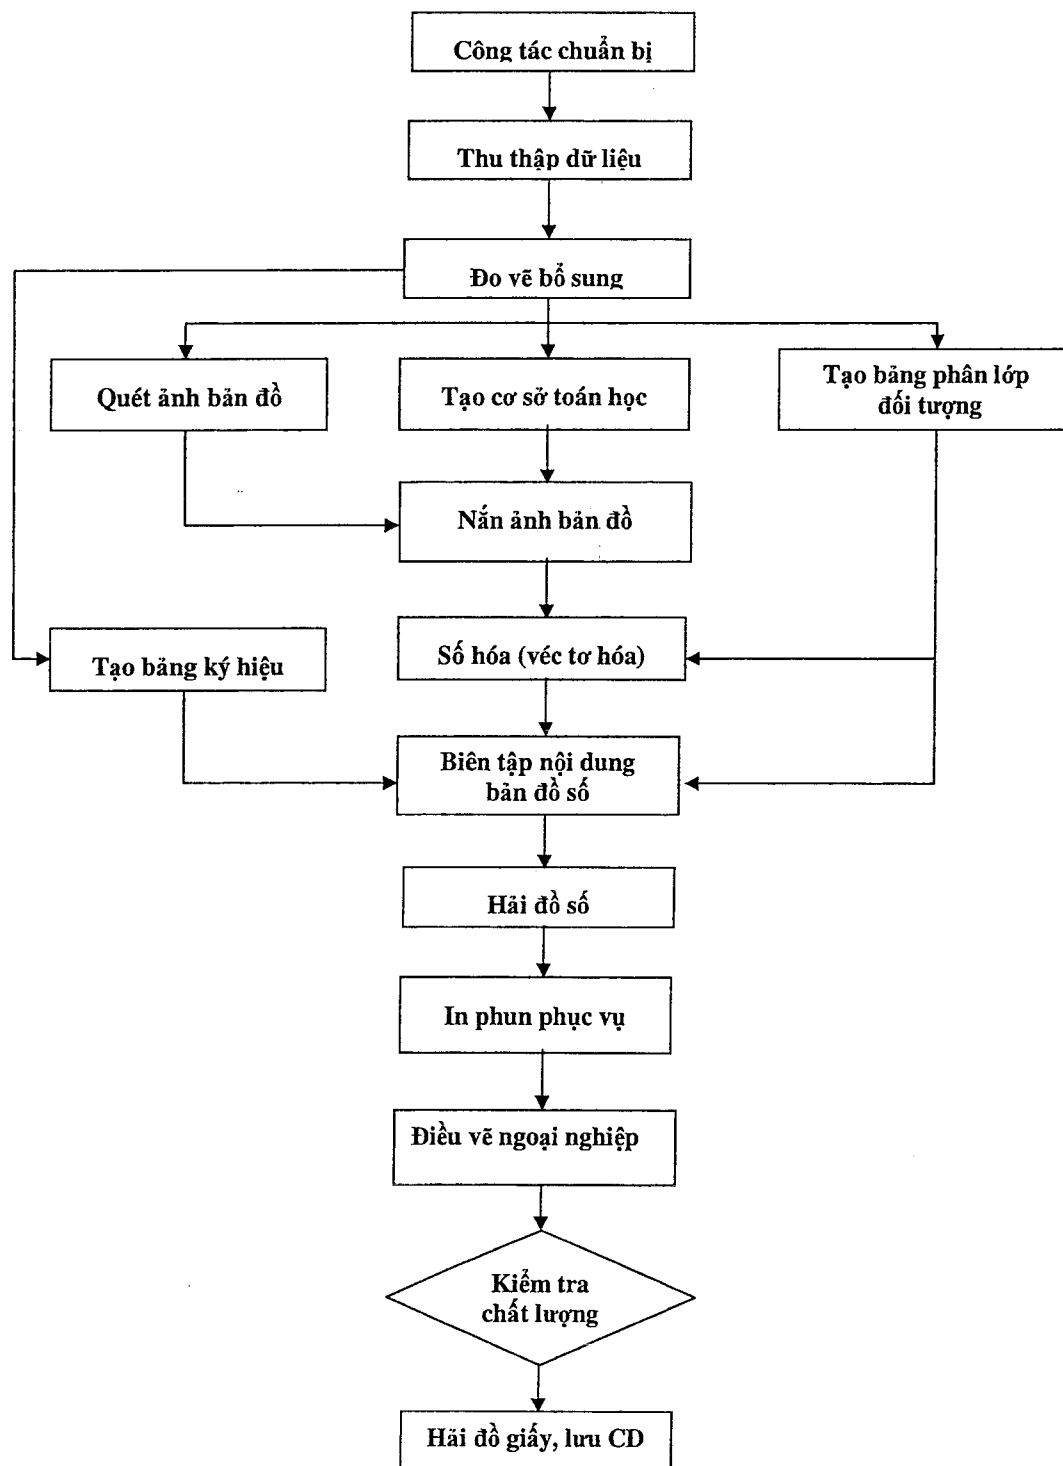 Công tác chuẩn bị
Thu thập dữ liệu
Đo vẽ bổ sung
Quét ảnh bản đồ
Tạo cơ sở toán học
Tạo bảng phân lớp
đối tượng
Nắn ảnh bản đồ
Tạo bảng ký hiệu
Số hóa (véc tơ hóa)
Biên tập nội dung
bản đồ số
Hải đồ số
In phun phục vụ
Điều vẽ ngoại nghiệp
Kiểm tra
chất lượng
Hải đồ giấy, lưu CD